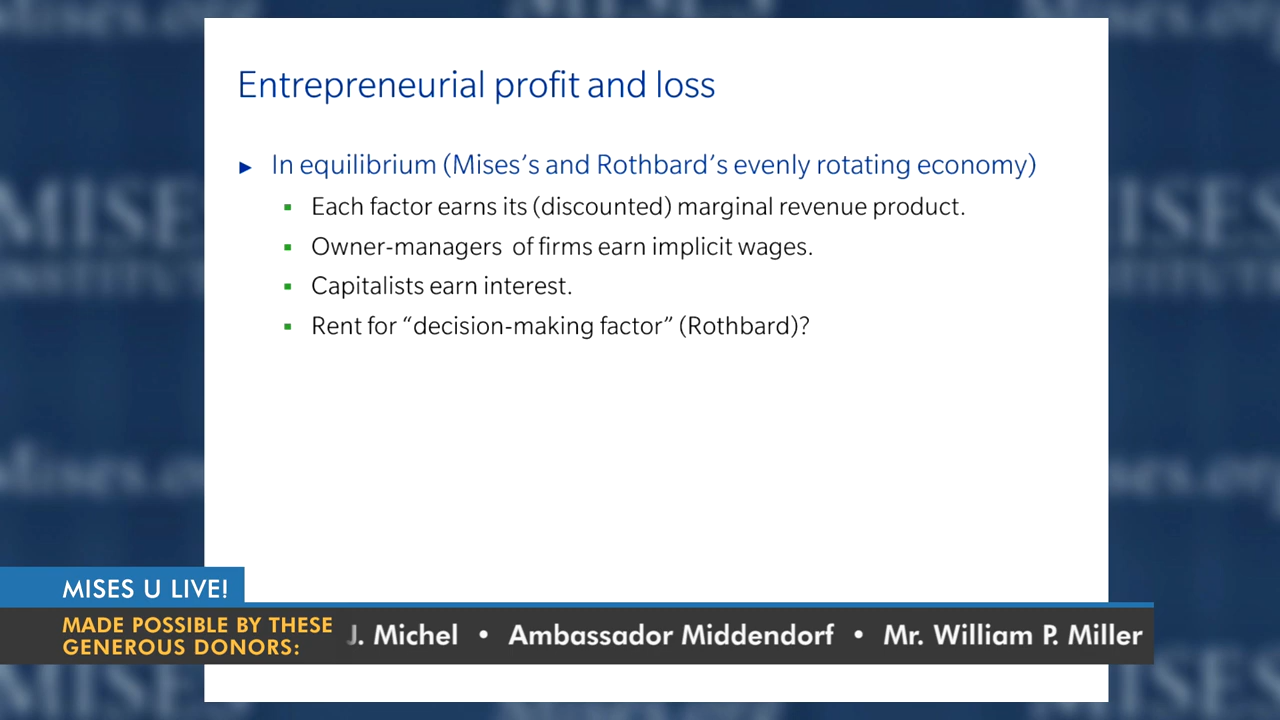 Entrepreneurial profit and loss
► In equilibrium (Mises’s and Rothbard’s evenly rotating economy)
▪ Each factor earns its (discounted) marginal revenue product.
▪ Owner-managers of firms earn implicit wages.
▪ Capitalists earn interest.
▪ Rent for “decision-making factor” (Rothbard)?
MISES U LIVE!
MADE POSSIBLE BY THESE
GENEROUS DONORS:
J. Michel • Ambassador Middendorf • Mr. William P. Miller